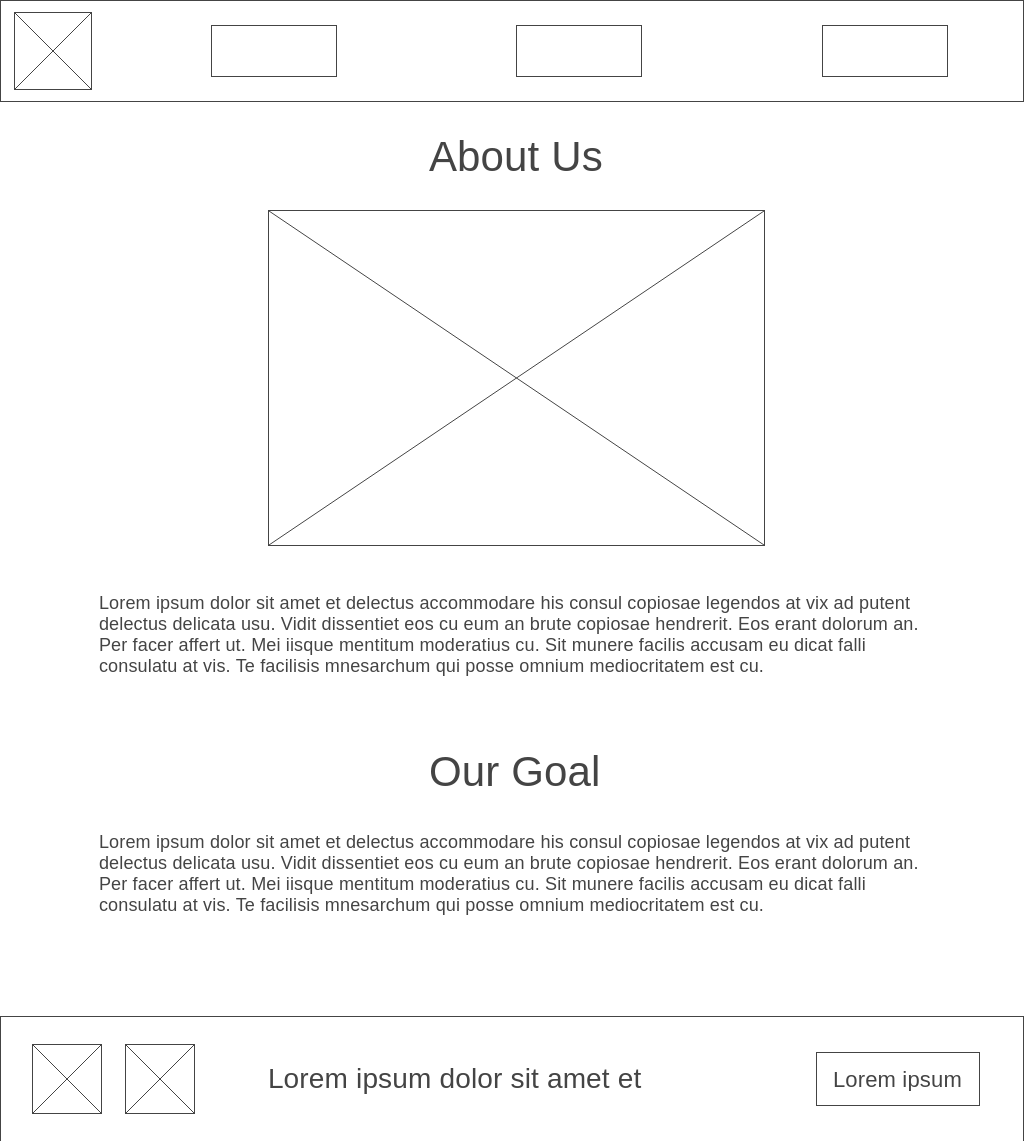 About Us
Lorem ipsum dolor sit amet et delectus accommodare his consul copiosae legendos at vix ad putent
delectus delicata usu. Vidit dissentiet eos cu eum an brute copiosae hendrerit. Eos erant dolorum an.
Per facer affert ut. Mei iisque mentitum moderatius cu. Sit munere facilis accusam eu dicat falli
consulatu at vis. Te facilisis mnesarchum qui posse omnium mediocritatem est cu.
Our Goal
Lorem ipsum dolor sit amet et delectus accommodare his consul copiosae legendos at vix ad putent
delectus delicata usu. Vidit dissentiet eos cu eum an brute copiosae hendrerit. Eos erant dolorum an.
Per facer affert ut. Mei iisque mentitum moderatius cu. Sit munere facilis accusam eu dicat falli
consulatu at vis. Te facilisis mnesarchum qui posse omnium mediocritatem est cu.
Lorem ipsum dolor sit amet et
Lorem ipsum